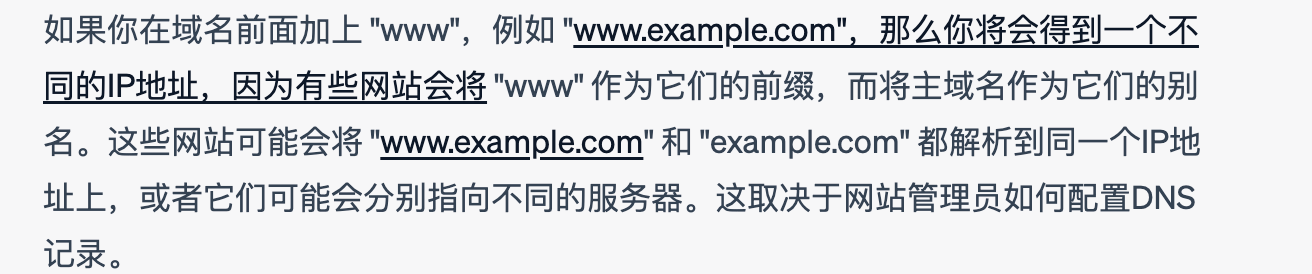 如果你在域名前面加上 "www"，例如 "www.example.com"，那么你将会得到一个不
同的IP地址，因为有些网站会将 "www" 作为它们的前缀，而将主域名作为它们的别
名。这些网站可能会将 "www.example.com" 和 "example.com" 都解析到同一个IP地
址上，或者它们可能会分别指向不同的服务器。这取决于网站管理员如何配置DNS
记录。